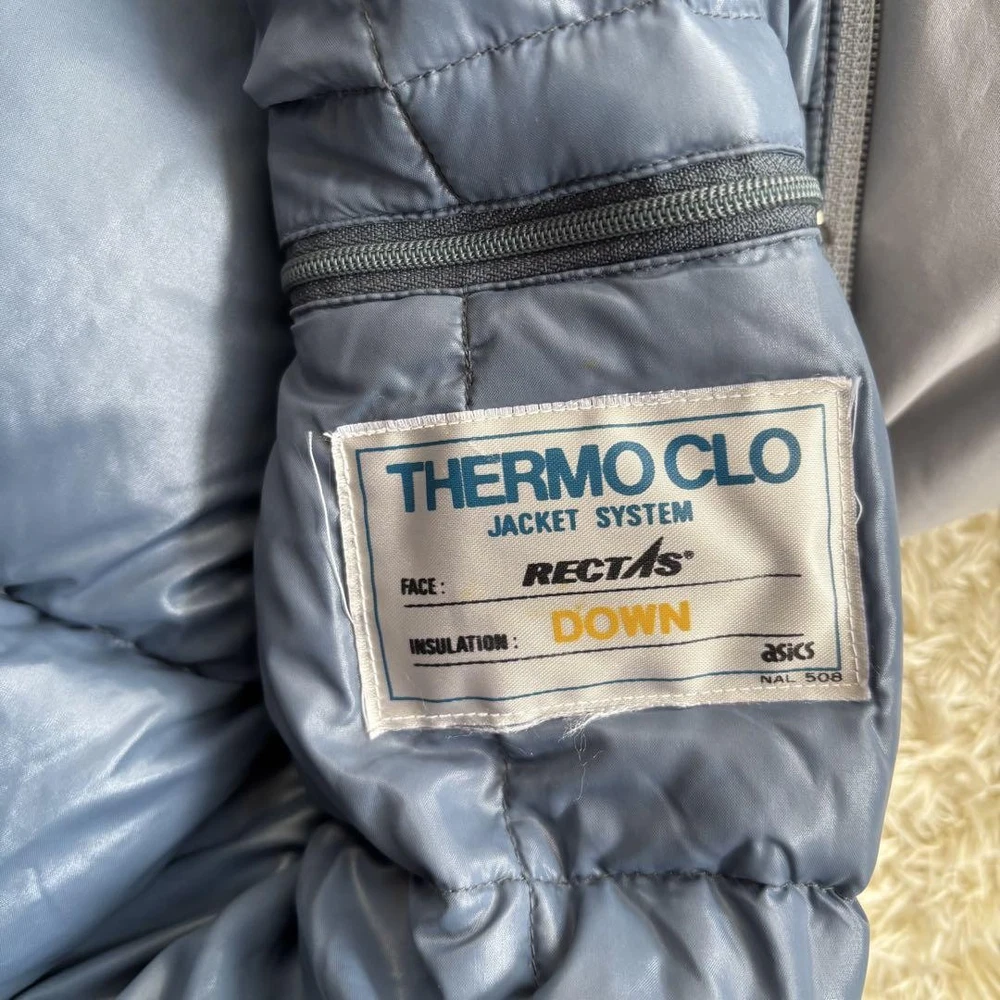 THERMO CLO
JACKET SYSTEM
FACE: RECTAS®
INSULATION: DOWN
asics
NAL 508